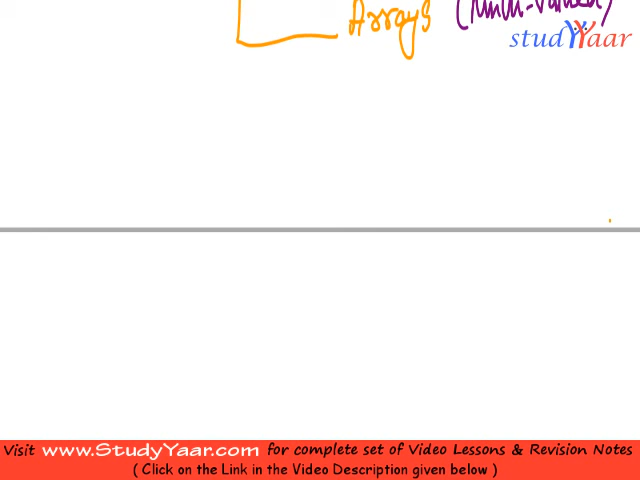 Arrays
studYYaar
Visit www.StudyYaar.com for complete set of Video Lessons & Revision Notes
( Click on the Link in the Video Description given below )